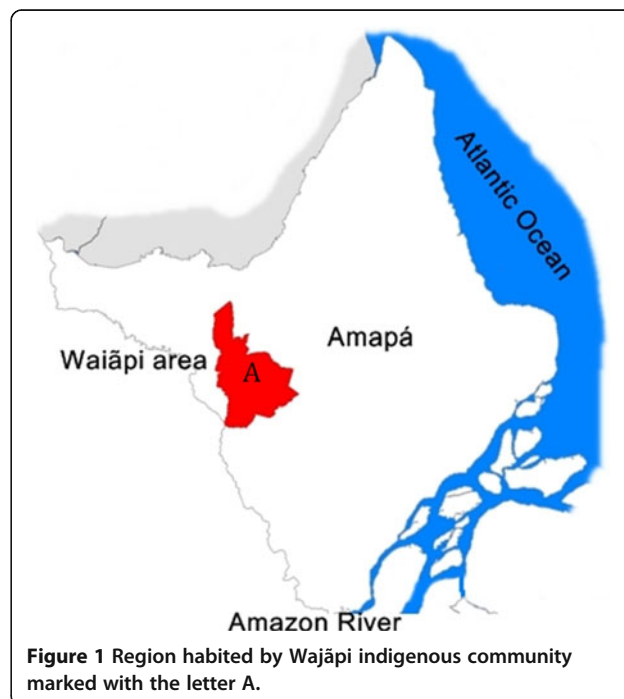 Atlantic Ocean
Amapá
Waiãpi area
A
Amazon River
Figure 1 Region habited by Wajãpi indigenous community
marked with the letter A.